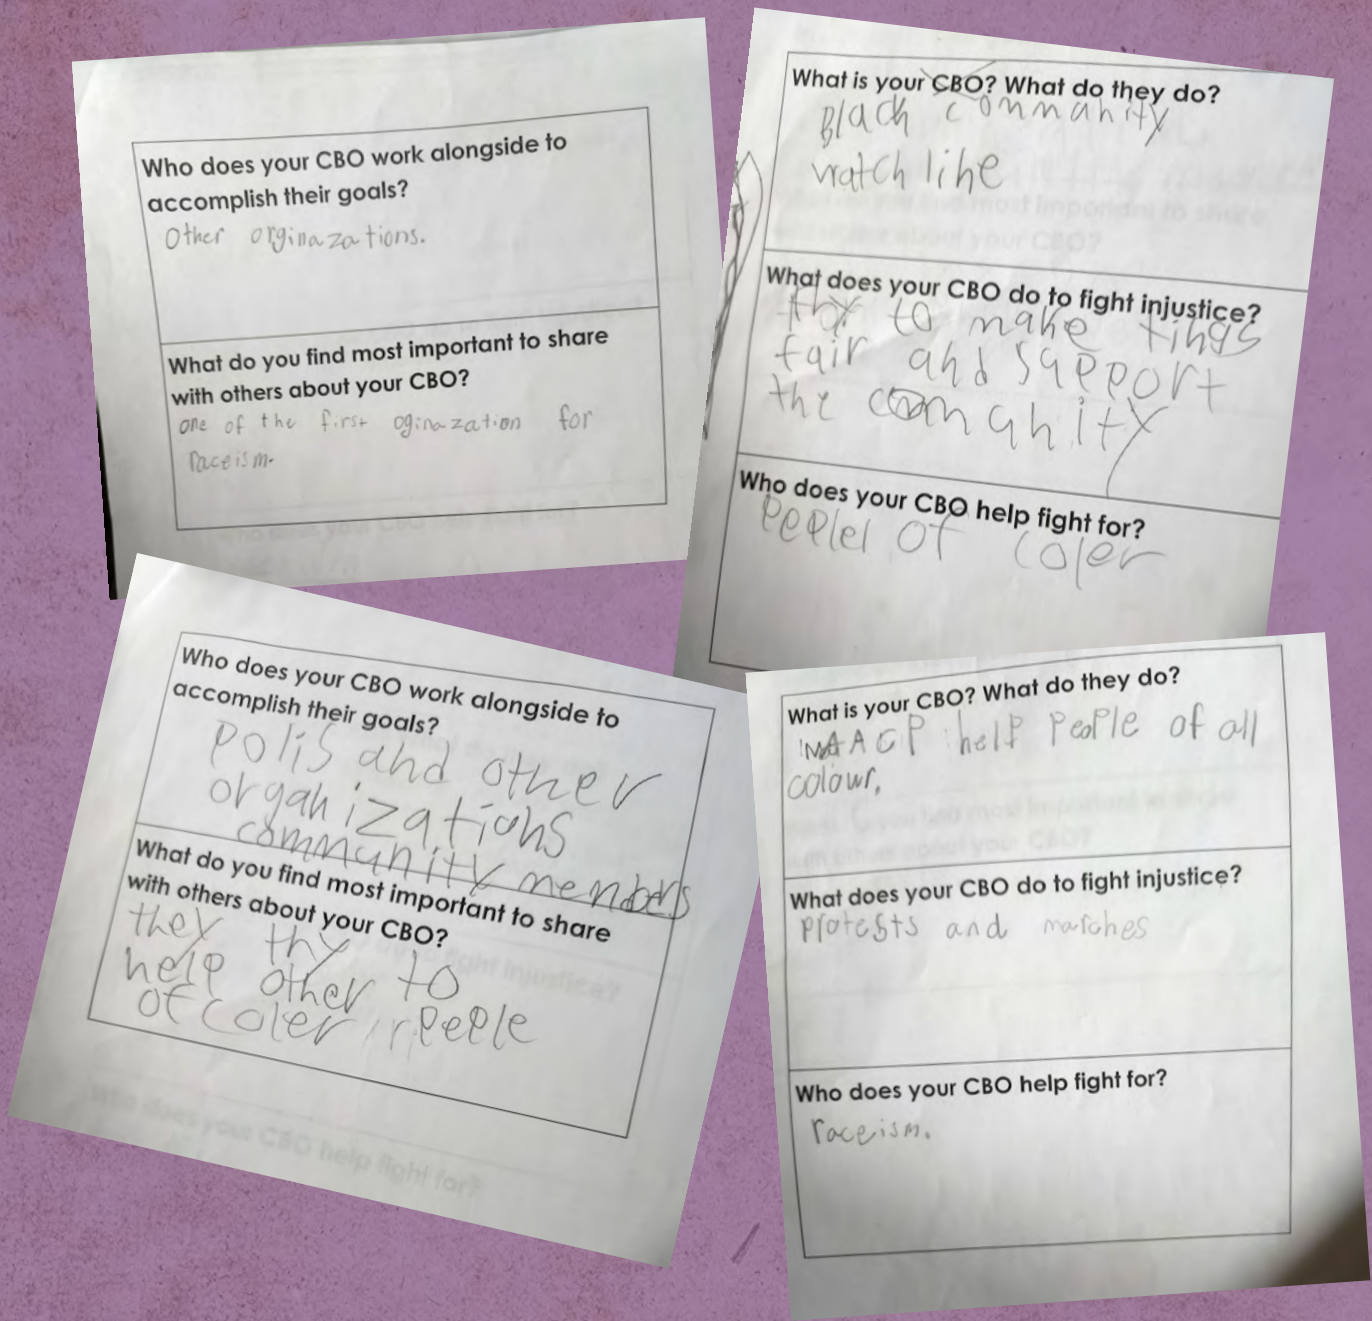 Who does your CBO work alongside to
accomplish their goals?
Other orginazations.
What do you find most important to share
with others about your CBO?
one of the first oginazation for
raceism.
What is your CBO? What do they do?
Black commanity
watch line
What does your CBO do to fight injustice?
thy to make tings
fair and support
the comunity
Who does your CBO help fight for?
peplel of coler
Who does your CBO work alongside to
accomplish their goals?
polis and other
organizations
community members
What do you find most important to share
with others about your CBO?
they thy
help other to
of coler peeple
What is your CBO? What do they do?
NAACP help people of all
colour.
What does your CBO do to fight injustice?
protests and marches
Who does your CBO help fight for?
raceism.